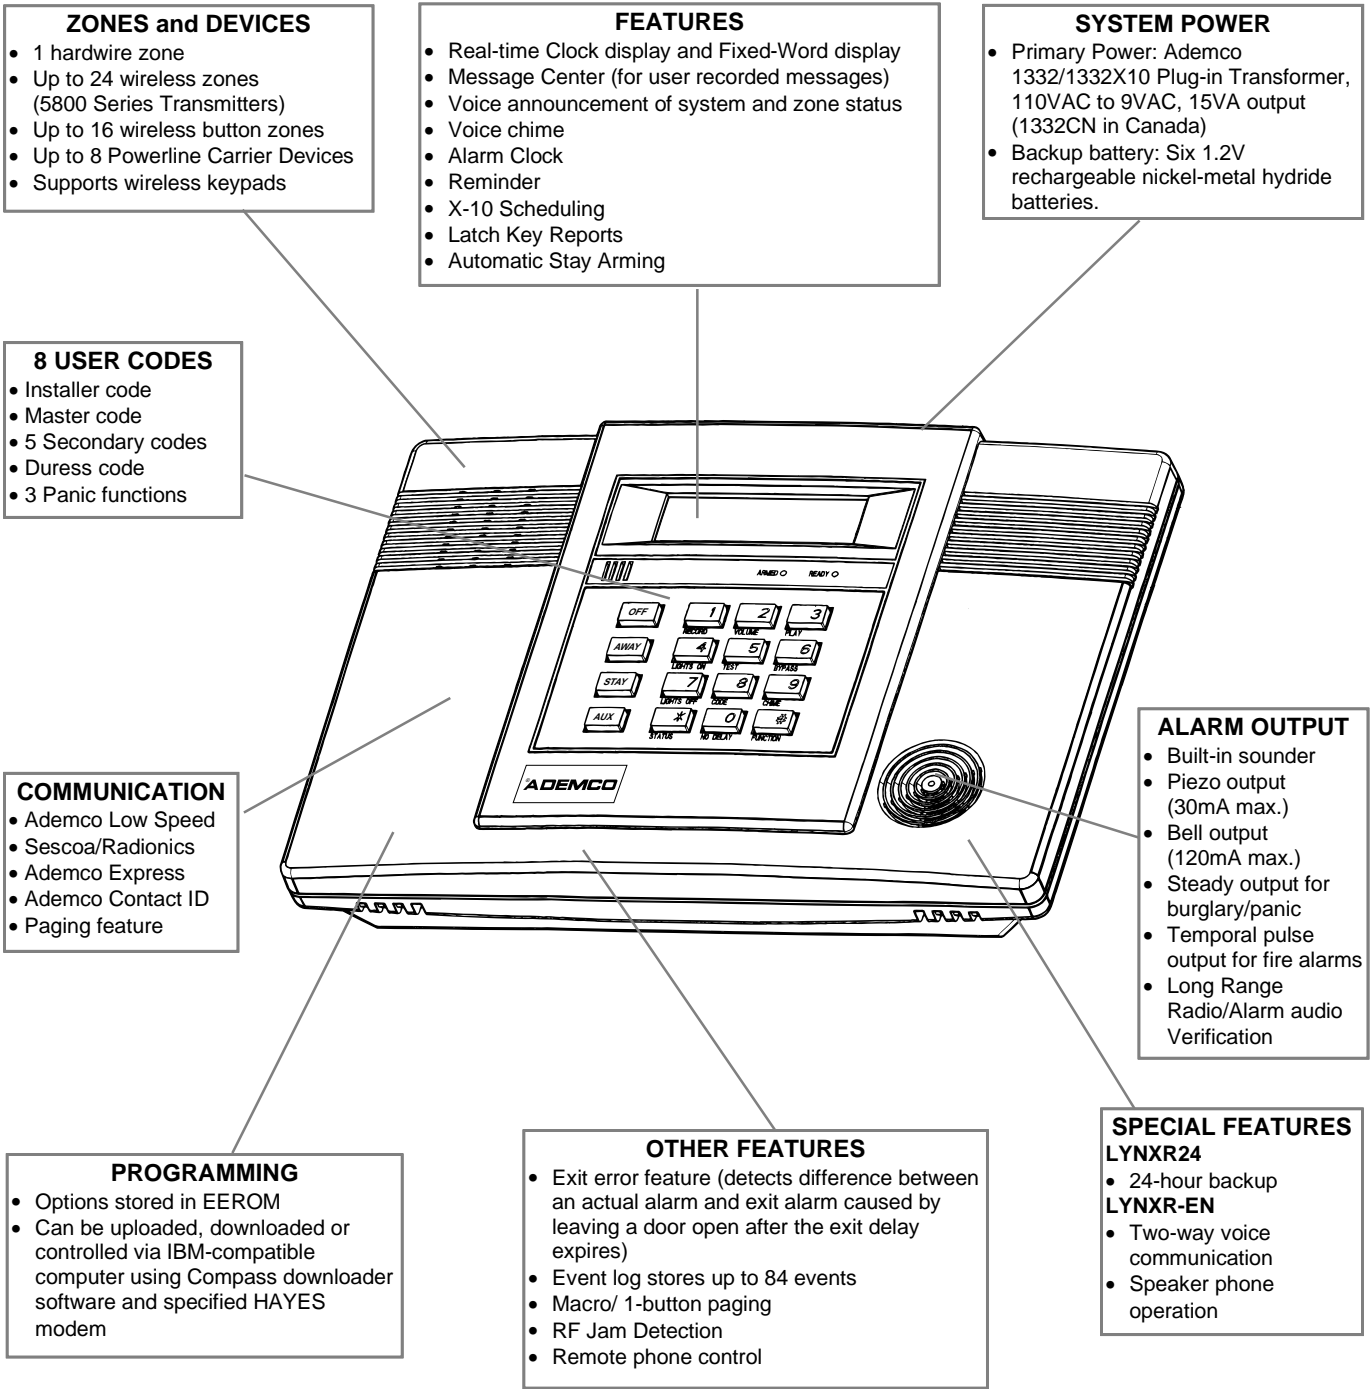 ZONES and DEVICES
• 1 hardwire zone
• Up to 24 wireless zones
(5800 Series Transmitters)
• Up to 16 wireless button zones
• Up to 8 Powerline Carrier Devices
• Supports wireless keypads
FEATURES
• Real-time Clock display and Fixed-Word display
• Message Center (for user recorded messages)
• Voice announcement of system and zone status
• Voice chime
• Alarm Clock
• Reminder
• X-10 Scheduling
• Latch Key Reports
• Automatic Stay Arming
SYSTEM POWER
• Primary Power: Ademco
1332/1332X10 Plug-in Transformer,
110VAC to 9VAC, 15VA output
(1332CN in Canada)
• Backup battery: Six 1.2V
rechargeable nickel-metal hydride
batteries.
8 USER CODES
• Installer code
• Master code
• 5 Secondary codes
• Duress code
• 3 Panic functions
ARMED READY
OFF 1 2 3
RECORD VOLUME PLAY
AWAY 4 5 6
LIGHTS ON TEST BYPASS
STAY 7 8 9
LIGHTS OFF CODE CHIME
AUX * 0 #
STATUS NO DELAY FUNCTION
ADEMCO
COMMUNICATION
• Ademco Low Speed
• Sescoa/Radionics
• Ademco Express
• Ademco Contact ID
• Paging feature
ALARM OUTPUT
• Built-in sounder
• Piezo output
(30mA max.)
• Bell output
(120mA max.)
• Steady output for
burglary/panic
• Temporal pulse
output for fire alarms
• Long Range
Radio/Alarm audio
Verification
PROGRAMMING
• Options stored in EEROM
• Can be uploaded, downloaded or
controlled via IBM-compatible
computer using Compass downloader
software and specified HAYES
modem
OTHER FEATURES
• Exit error feature (detects difference between
an actual alarm and exit alarm caused by
leaving a door open after the exit delay
expires)
• Event log stores up to 84 events
• Macro/ 1-button paging
• RF Jam Detection
• Remote phone control
SPECIAL FEATURES
LYNXR24
• 24-hour backup
LYNXR-EN
• Two-way voice
communication
• Speaker phone
operation